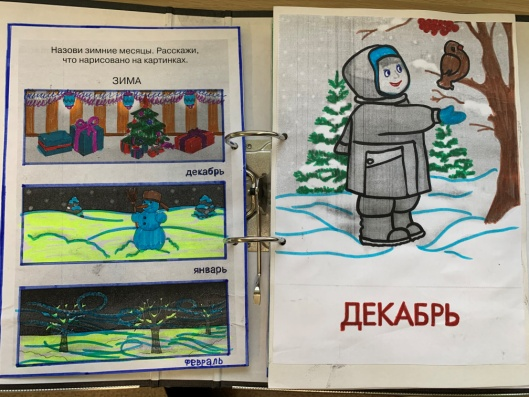 Назови зимние месяцы. Расскажи,
что нарисовано на картинках.
ЗИМА
декабрь
январь
февраль
ДЕКАБРЬ